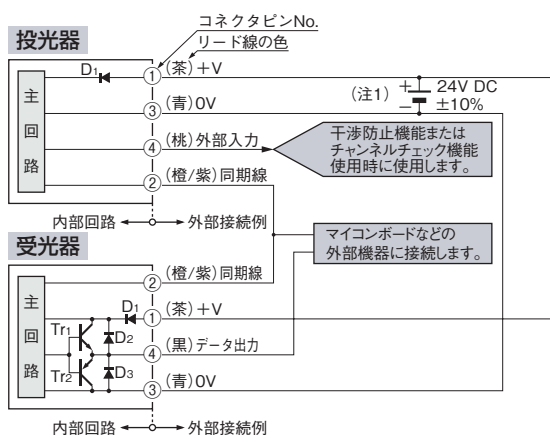 コネクタピンNo.
リード線の色
投光器
D1
主回路
① (茶)+V
③ (青)0V
④ (桃)外部入力
② (橙/紫)同期線
(注1)
+
−
24V DC
±10%
干渉防止機能または
チャンネルチェック機能
使用時に使用します。
内部回路 外部接続例
受光器
マイコンボードなどの
外部機器に接続します。
主回路
② (橙/紫)同期線
D1
① (茶)+V
Tr1
D2
④ (黒)データ出力
Tr2
D3
③ (青)0V
内部回路 外部接続例